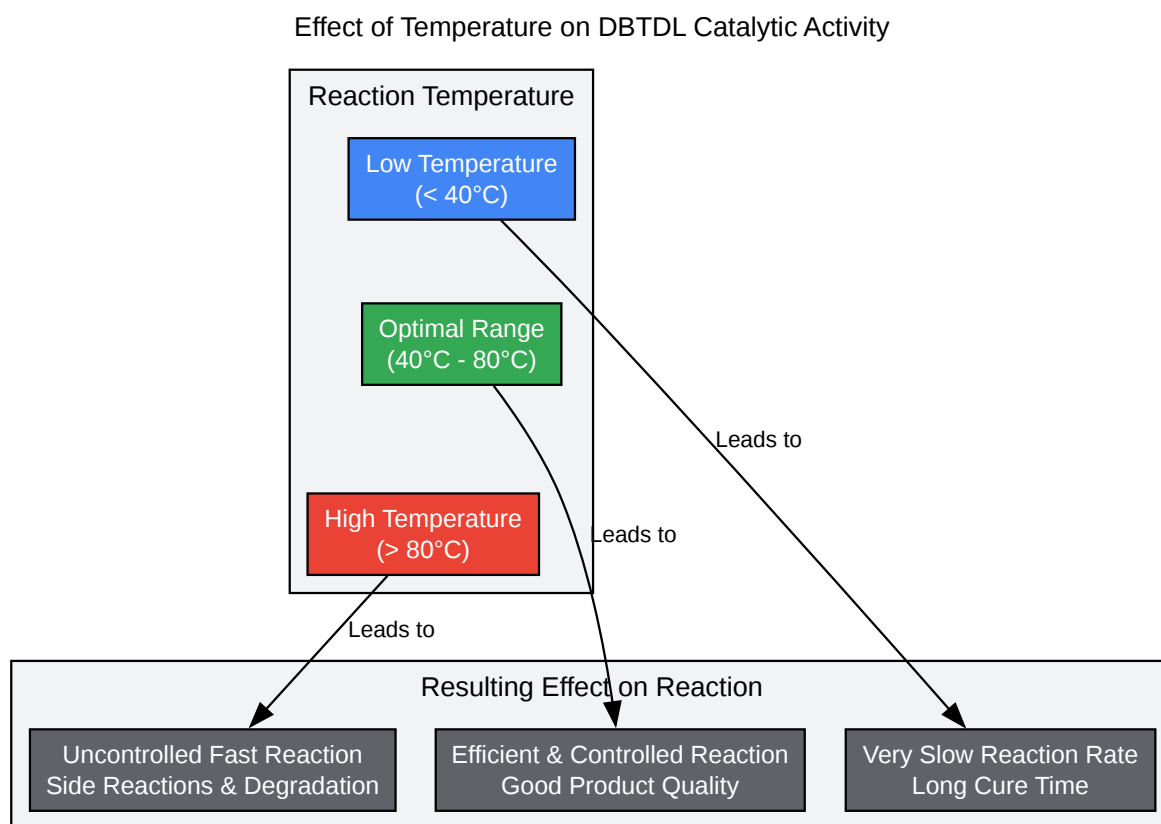 Effect of Temperature on DBTDL Catalytic Activity
Reaction Temperature
Low Temperature
(< 40°C)
Optimal Range
(40°C - 80°C)
Leads to
High Temperature
(> 80°C)
Leads to
Leads to
Resulting Effect on Reaction
Uncontrolled Fast Reaction
Side Reactions & Degradation
Efficient & Controlled Reaction
Good Product Quality
Very Slow Reaction Rate
Long Cure Time